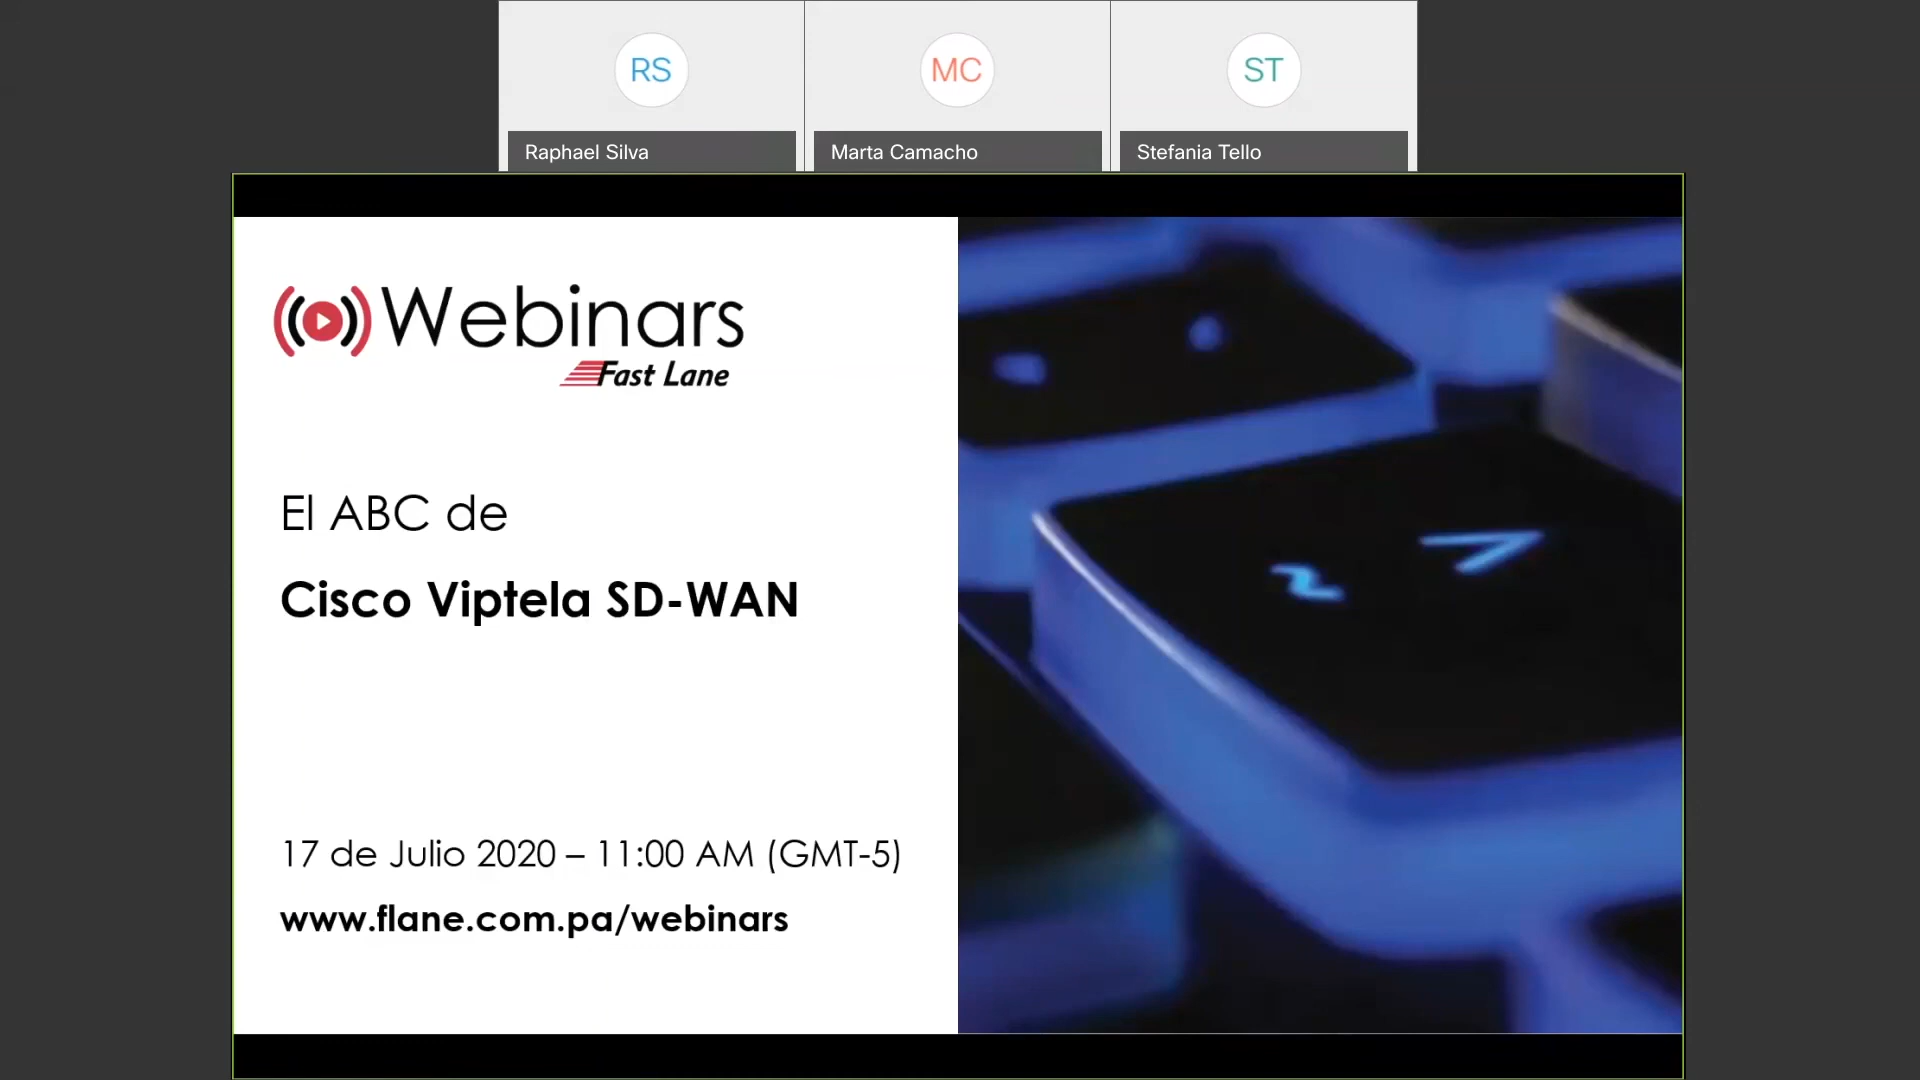 RS
MC
ST
Raphael Silva
Marta Camacho
Stefania Tello
Webinars
Fast Lane
El ABC de
Cisco Viptela SD-WAN
17 de Julio 2020 – 11:00 AM (GMT-5)
www.flane.com.pa/webinars